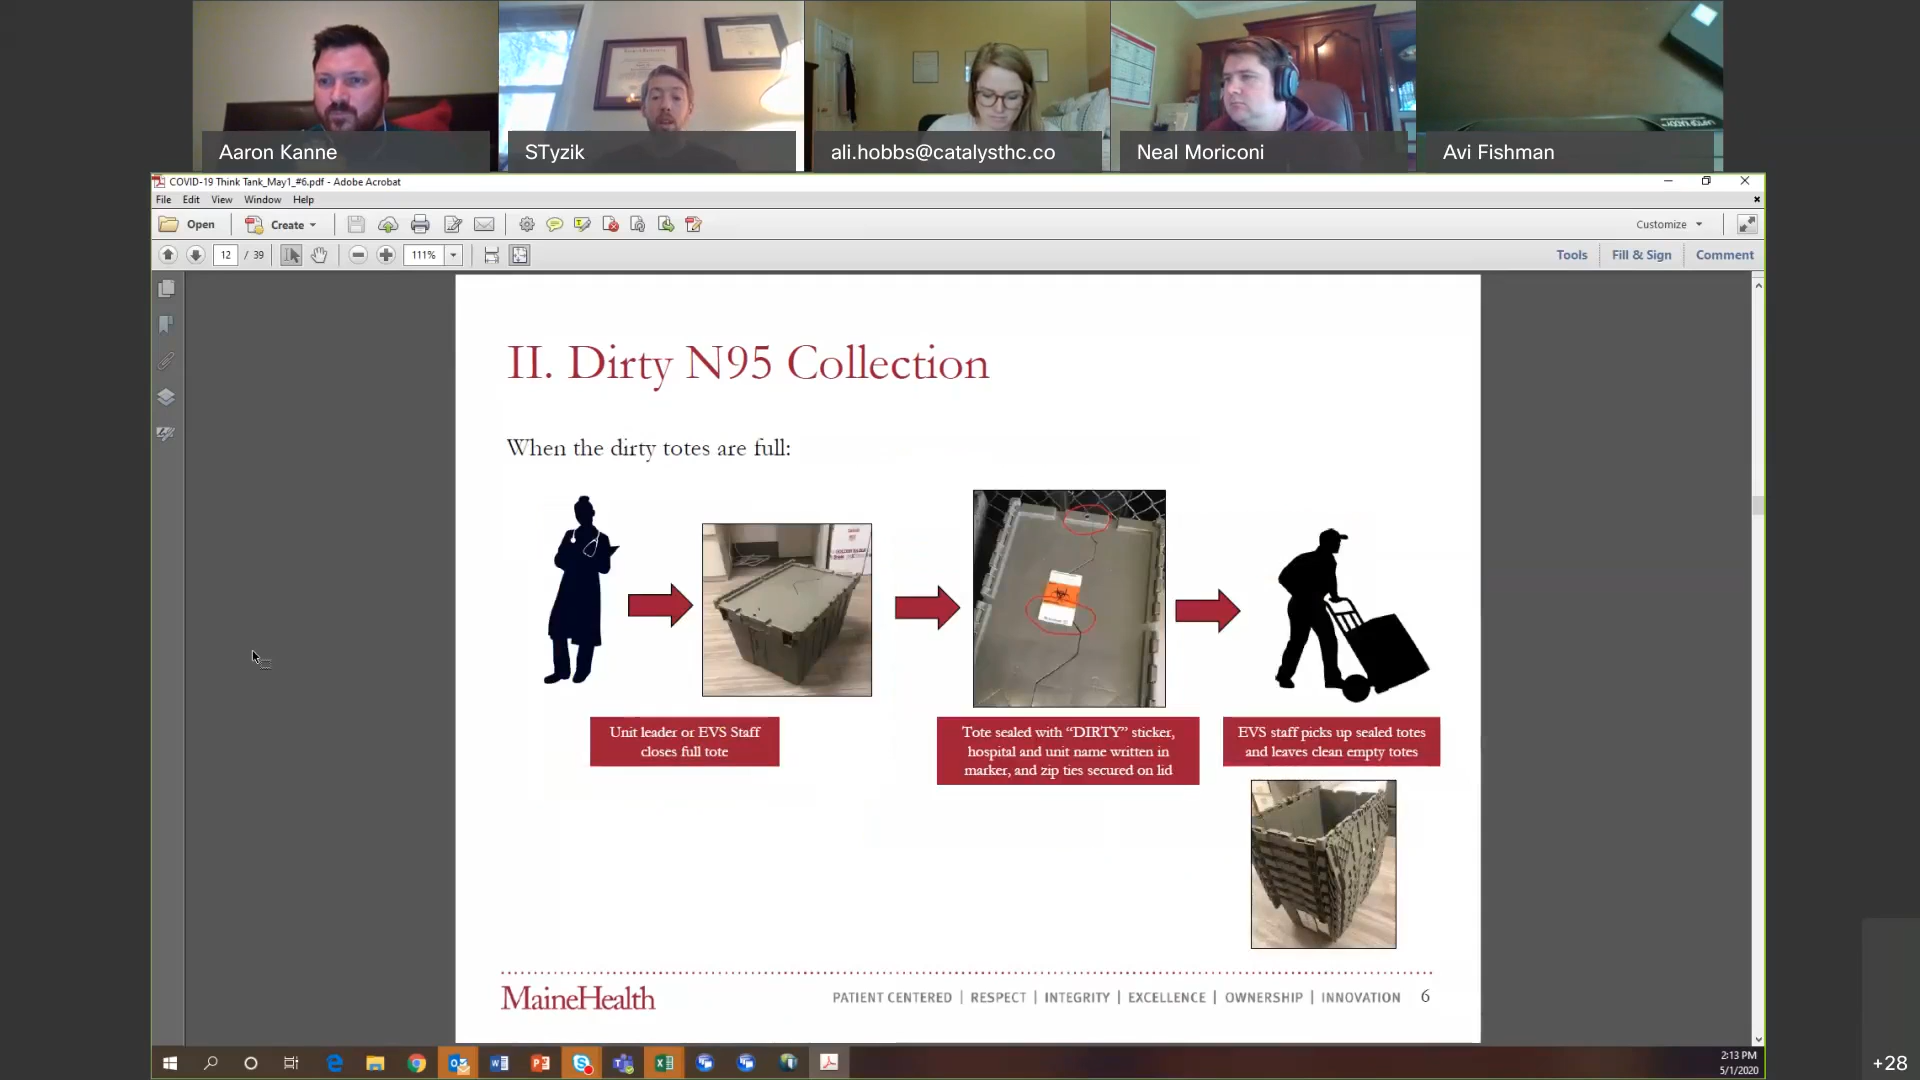 Aaron Kanne
STyzik
ali.hobbs@catalysthc.co
Neal Moriconi
Avi Fishman
COVID-19 Think Tank_May1_#6.pdf - Adobe Acrobat
File Edit View Window Help
Open
Create
Customize
12 / 39
111%
Tools
Fill & Sign
Comment
II. Dirty N95 Collection
When the dirty totes are full:
Unit leader or EVS Staff
closes full tote
Tote sealed with “DIRTY” sticker,
hospital and unit name written in
marker, and zip ties secured on lid
EVS staff picks up sealed totes
and leaves clean empty totes
MaineHealth
PATIENT CENTERED | RESPECT | INTEGRITY | EXCELLENCE | OWNERSHIP | INNOVATION 6
2:13 PM
5/1/2020
+28